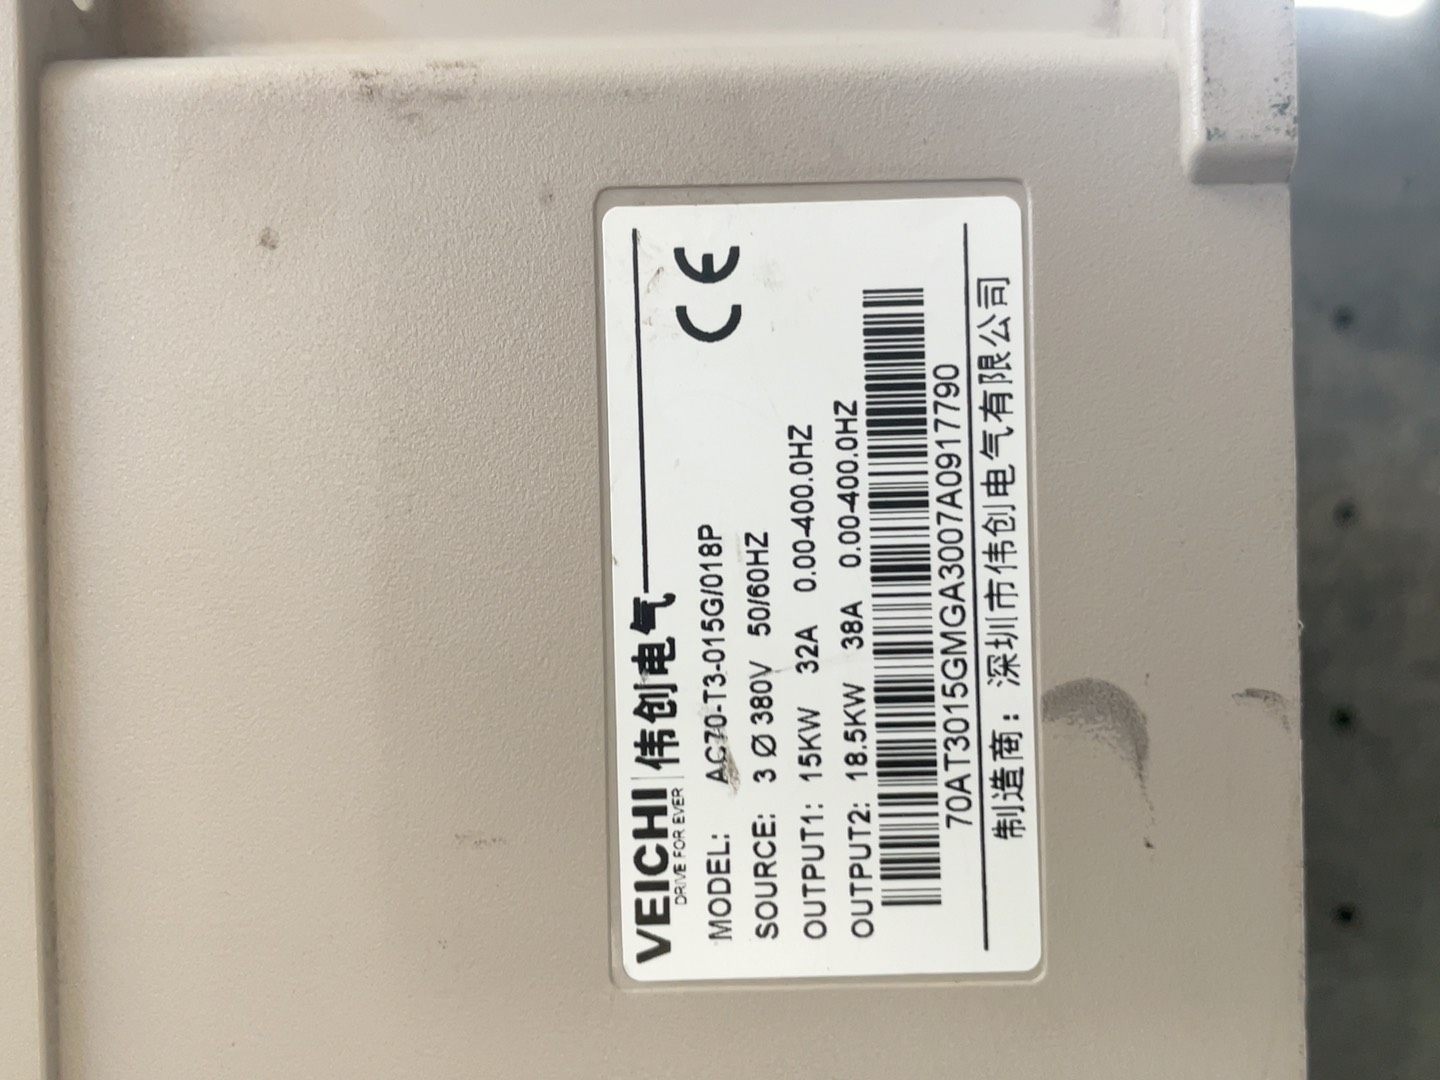 VEICHI 伟创电气
DRIVE FOR EVER
MODEL: AC70-T3-015G/018P
SOURCE: 3 Ø 380V 50/60HZ
OUTPUT1: 15KW 32A 0.00-400.0HZ
OUTPUT2: 18.5KW 38A 0.00-400.0HZ
CE
70AT3015GMGA3007A0917790
制造商：深圳市伟创电气有限公司